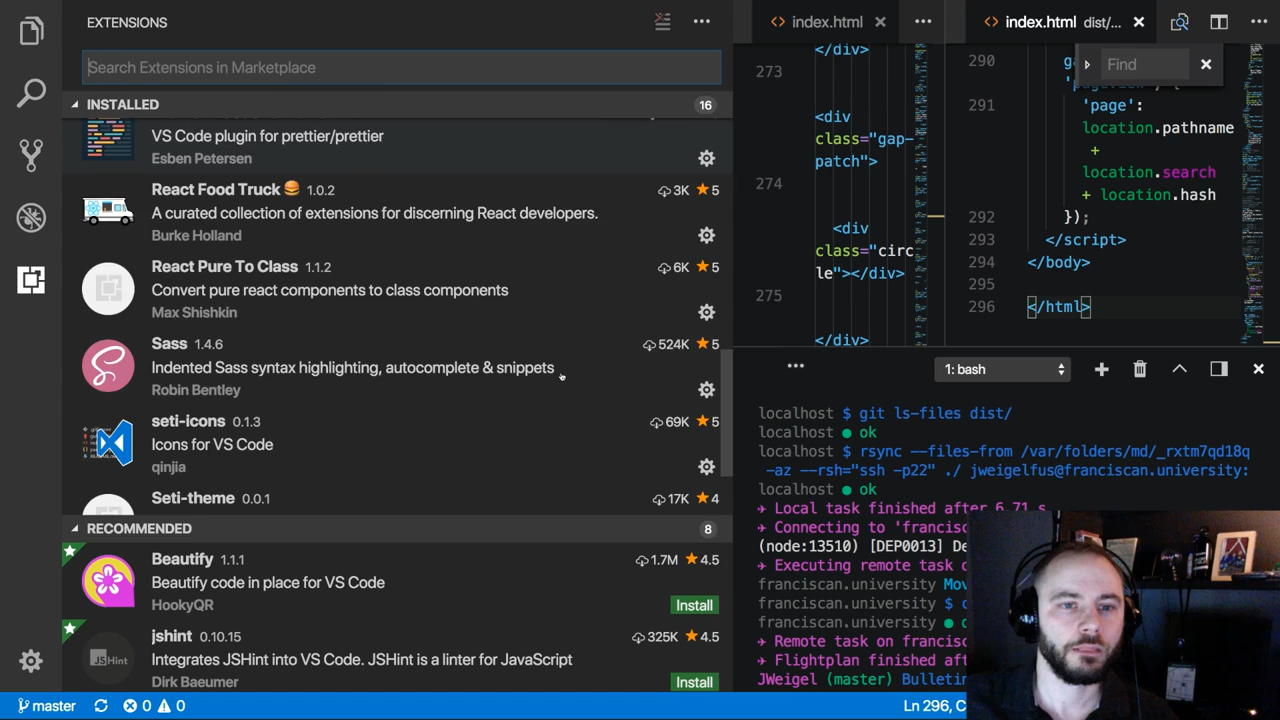 EXTENSIONS
Search Extensions in Marketplace
INSTALLED 16
VS Code plugin for prettier/prettier
Esben Petersen
React Food Truck 🍔 1.0.2 3K ★5
A curated collection of extensions for discerning React developers.
Burke Holland
React Pure To Class 1.1.2 6K ★5
Convert pure react components to class components
Max Shishkin
Sass 1.4.6 524K ★5
Indented Sass syntax highlighting, autocomplete & snippets
Robin Bentley
seti-icons 0.1.3 69K ★5
Icons for VS Code
qinjia
Seti-theme 0.0.1 17K ★4
RECOMMENDED 8
Beautify 1.1.1 1.7M ★4.5
Beautify code in place for VS Code
HookyQR Install
jshint 0.10.15 325K ★4.5
JSHint Integrates JSHint into VS Code. JSHint is a linter for JavaScript
Dirk Baeumer Install
master 0 0
index.html
</div>
273
<div
class="gap-
patch">
274
<div
class="circ
le"></div>
275
</div>
index.html dist/...
Find
290
291 'page':
location.pathname
+
location.search
+ location.hash
292 });
293 </script>
294 </body>
295
296 </html>
1: bash
localhost $ git ls-files dist/
localhost ● ok
localhost $ rsync --files-from /var/folders/md/_rxtm7qd18q
-az --rsh="ssh -p22" ./ jweigelfus@franciscan.university:
localhost ● ok
✈ Local task finished after 6.71 s
✈ Connecting to 'francisc
(node:13510) [DEP0013] De
✈ Executing remote task o
franciscan.university Mov
franciscan.university $ c
franciscan.university ● o
✈ Remote task on francisc
✈ Flightplan finished aft
JWeigel (master) Bulletin
Ln 296, C